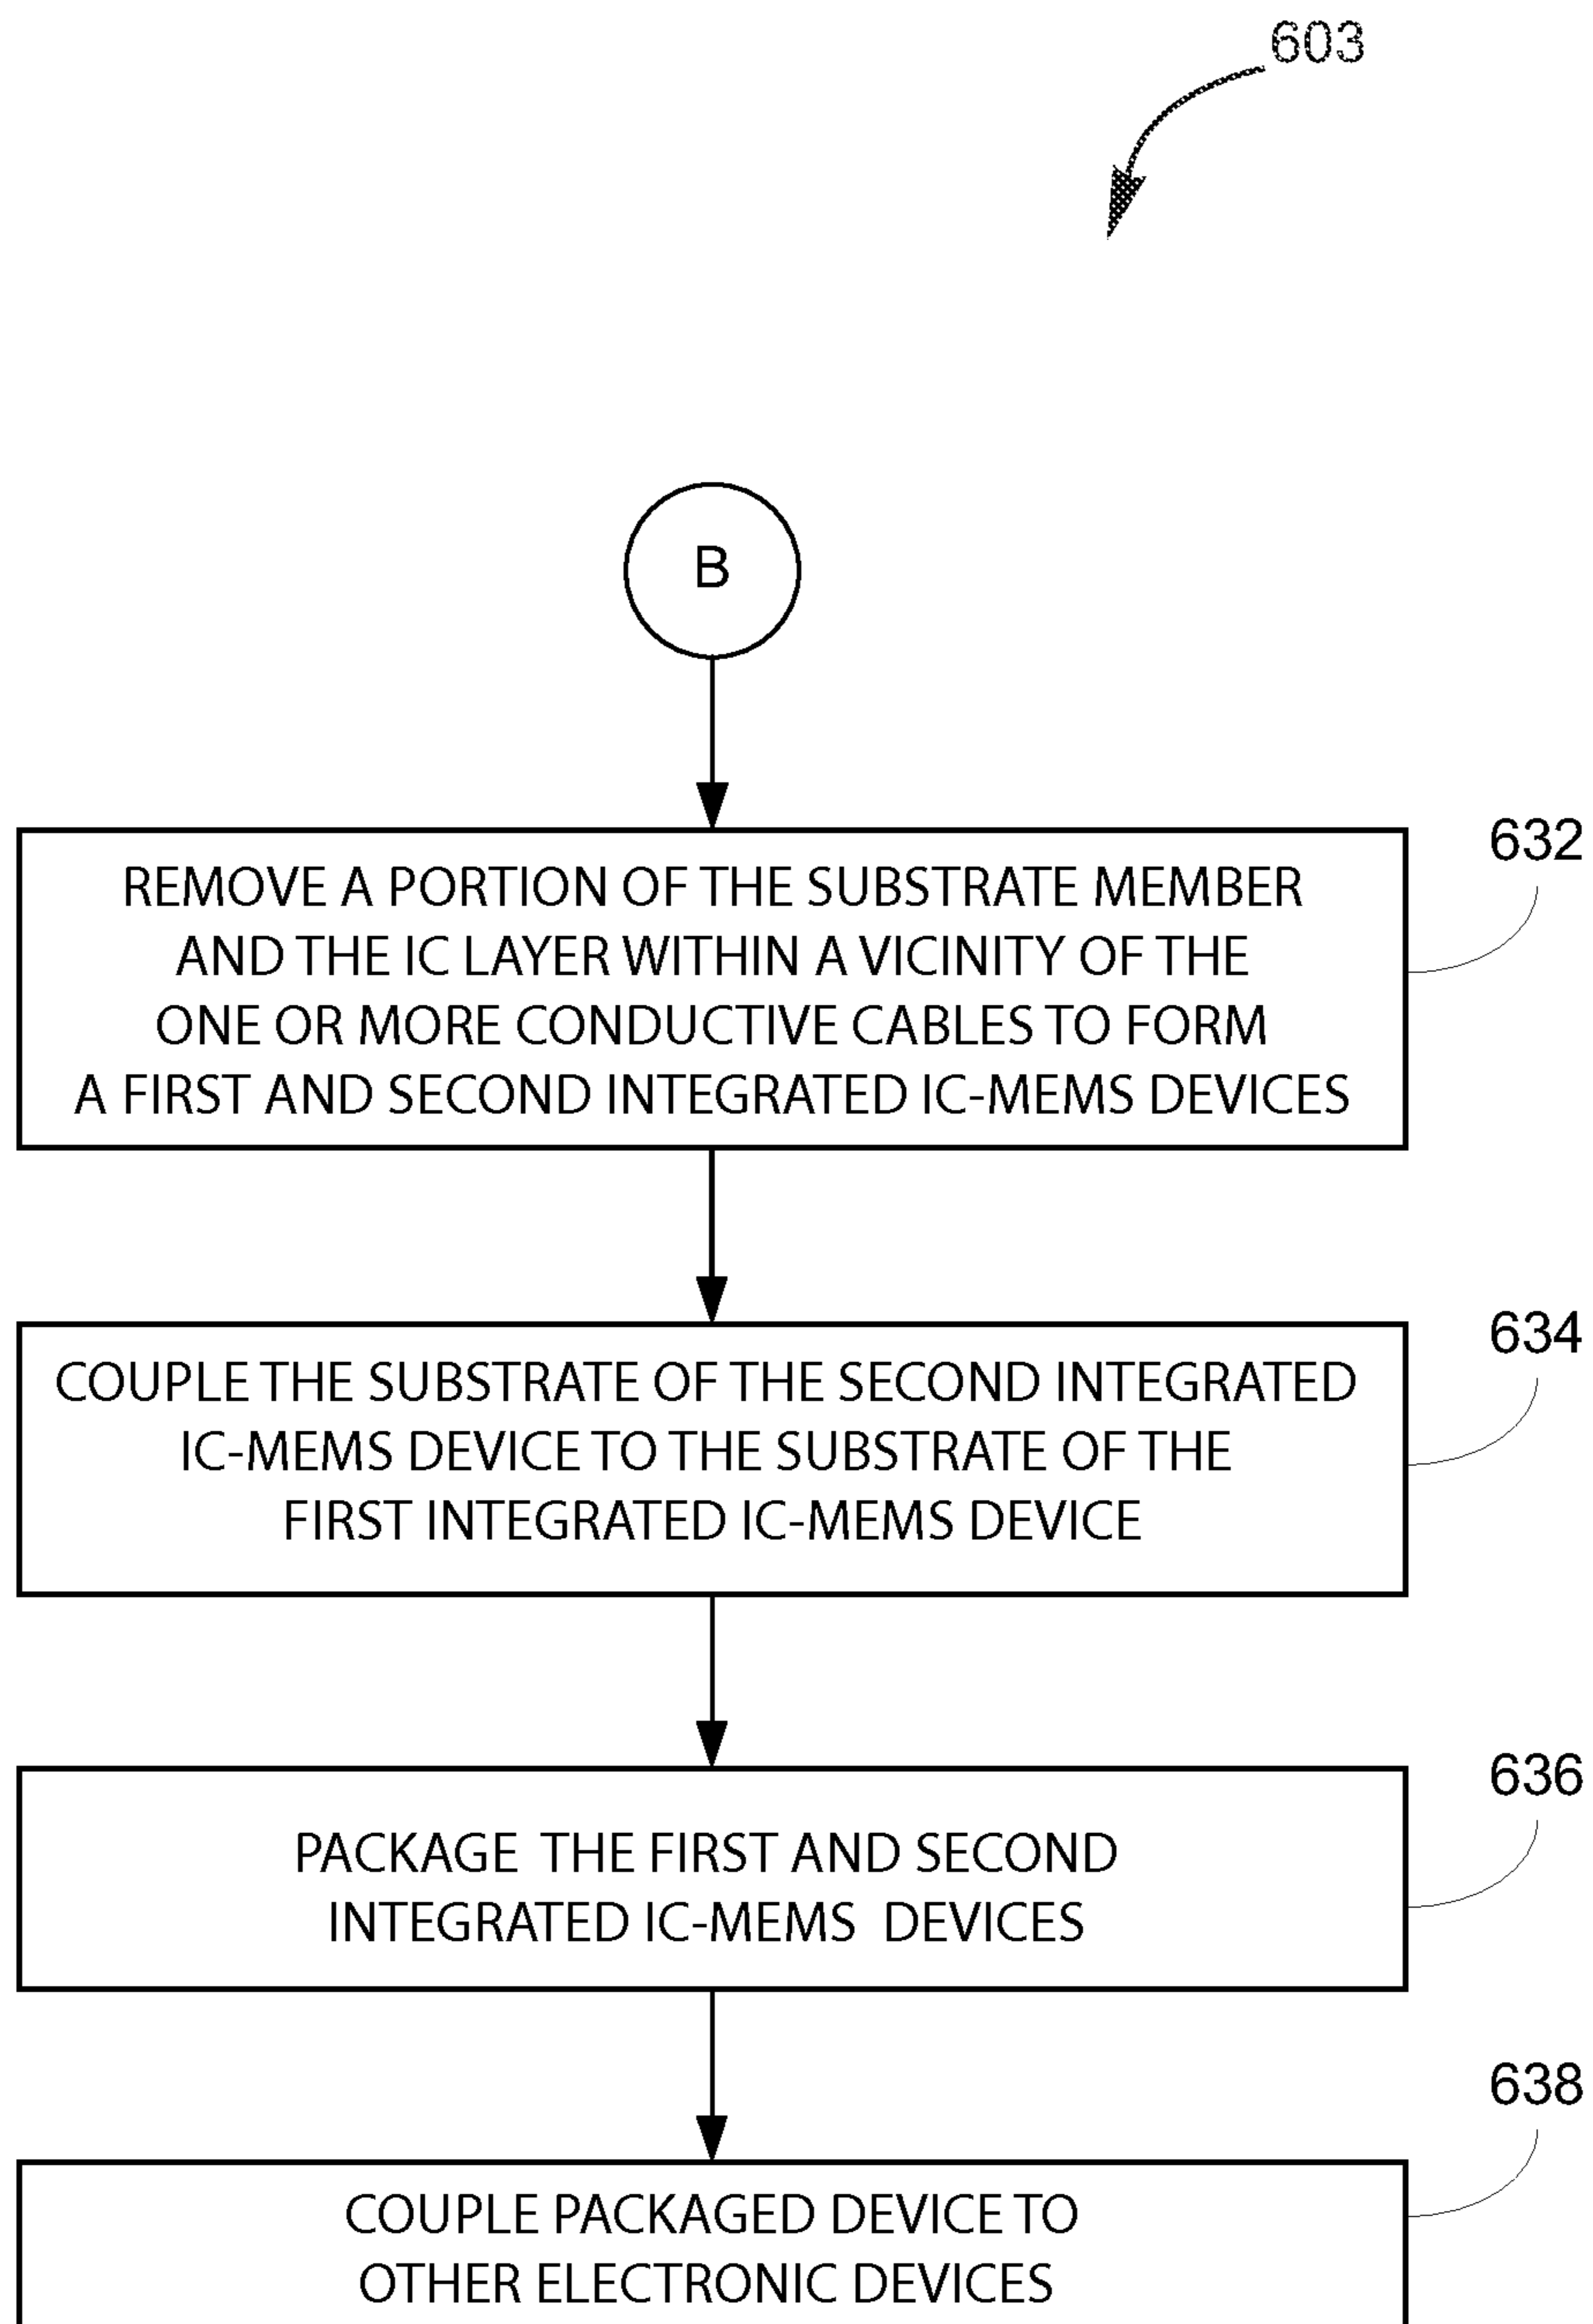 603
B
632
REMOVE A PORTION OF THE SUBSTRATE MEMBER
AND THE IC LAYER WITHIN A VICINITY OF THE
ONE OR MORE CONDUCTIVE CABLES TO FORM
A FIRST AND SECOND INTEGRATED IC-MEMS DEVICES
634
COUPLE THE SUBSTRATE OF THE SECOND INTEGRATED
IC-MEMS DEVICE TO THE SUBSTRATE OF THE
FIRST INTEGRATED IC-MEMS DEVICE
636
PACKAGE THE FIRST AND SECOND
INTEGRATED IC-MEMS DEVICES
638
COUPLE PACKAGED DEVICE TO
OTHER ELECTRONIC DEVICES